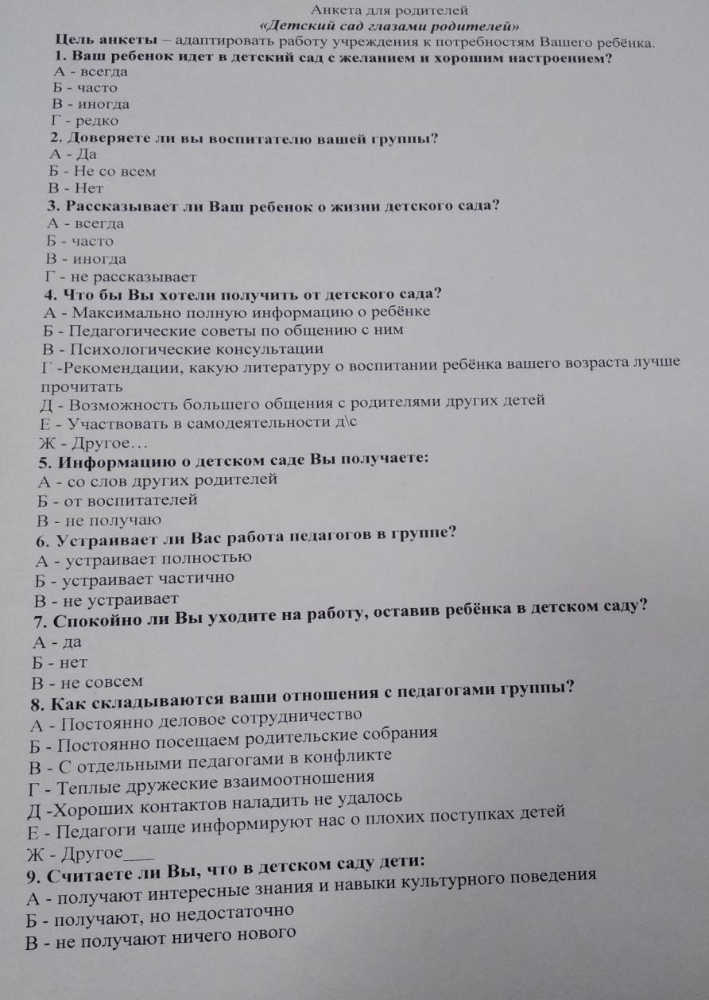 Анкета для родителей
«Детский сад глазами родителей»
Цель анкеты – адаптировать работу учреждения к потребностям Вашего ребёнка.
1. Ваш ребенок идет в детский сад с желанием и хорошим настроением?
А - всегда
Б - часто
В - иногда
Г - редко
2. Доверяете ли вы воспитателю вашей группы?
А - Да
Б - Не со всем
В - Нет
3. Рассказывает ли Ваш ребенок о жизни детского сада?
А - всегда
Б - часто
В - иногда
Г - не рассказывает
4. Что бы Вы хотели получить от детского сада?
А - Максимально полную информацию о ребёнке
Б - Педагогические советы по общению с ним
В - Психологические консультации
Г -Рекомендации, какую литературу о воспитании ребёнка вашего возраста лучше
прочитать
Д - Возможность большего общения с родителями других детей
Е - Участвовать в самодеятельности д\с
Ж - Другое…
5. Информацию о детском саде Вы получаете:
А - со слов других родителей
Б - от воспитателей
В - не получаю
6. Устраивает ли Вас работа педагогов в группе?
А - устраивает полностью
Б - устраивает частично
В - не устраивает
7. Спокойно ли Вы уходите на работу, оставив ребёнка в детском саду?
А - да
Б - нет
В - не совсем
8. Как складываются ваши отношения с педагогами группы?
А - Постоянно деловое сотрудничество
Б - Постоянно посещаем родительские собрания
В - С отдельными педагогами в конфликте
Г - Теплые дружеские взаимоотношения
Д -Хороших контактов наладить не удалось
Е - Педагоги чаще информируют нас о плохих поступках детей
Ж - Другое___
9. Считаете ли Вы, что в детском саду дети:
А - получают интересные знания и навыки культурного поведения
Б - получают, но недостаточно
В - не получают ничего нового